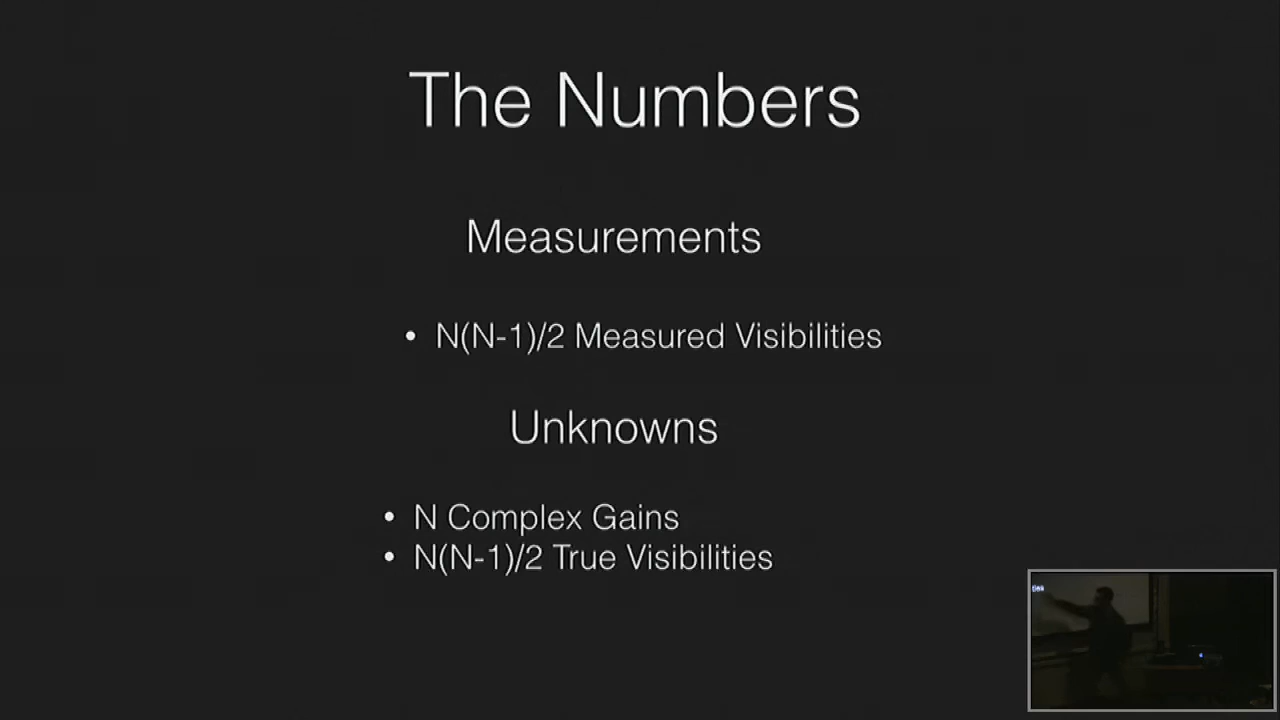 The Numbers
Measurements
• N(N-1)/2 Measured Visibilities
Unknowns
• N Complex Gains
• N(N-1)/2 True Visibilities